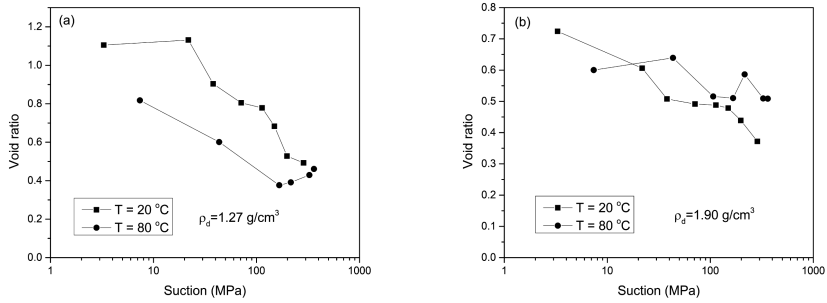 (a)
1.2
1.0
0.8
0.6
0.4
0.2
0.0
Void ratio
T = 20 °C
T = 80 °C
ρd=1.27 g/cm³
1 10 100 1000
Suction (MPa)
(b)
0.8
0.7
0.6
0.5
0.4
0.3
0.2
0.1
0.0
Void ratio
T = 20 °C
T = 80 °C
ρd=1.90 g/cm³
1 10 100 1000
Suction (MPa)